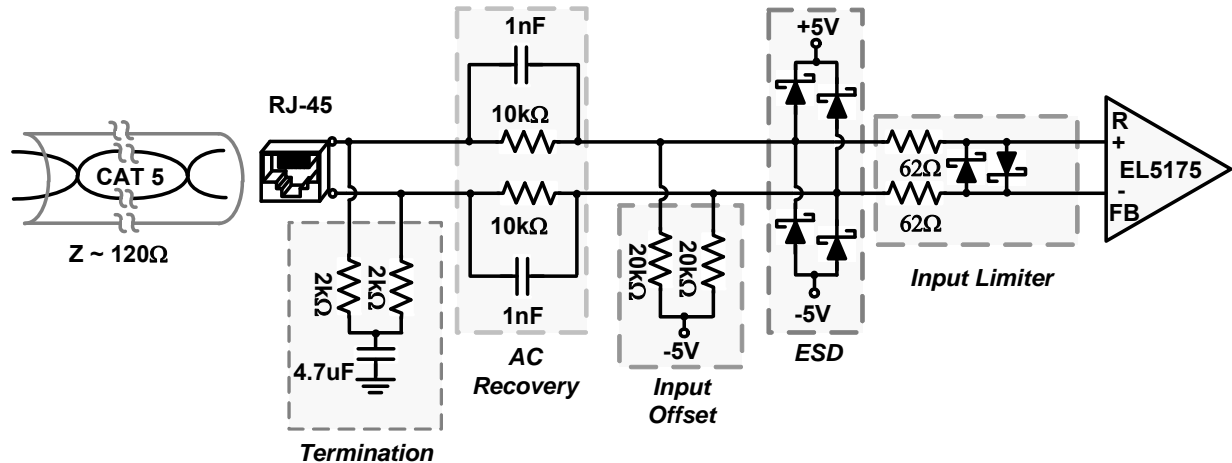 1nF
RJ-45
10kΩ
CAT 5
Z ~ 120Ω
10kΩ
1nF
AC
Recovery
2kΩ
2kΩ
4.7uF
Termination
20kΩ
20kΩ
-5V
Input
Offset
+5V
-5V
ESD
62Ω
62Ω
Input Limiter
R
+
EL5175
-
FB